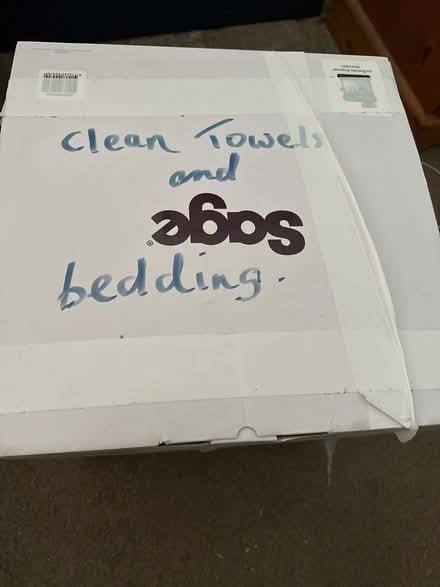 Clean Towels
and
Sage®
bedding.